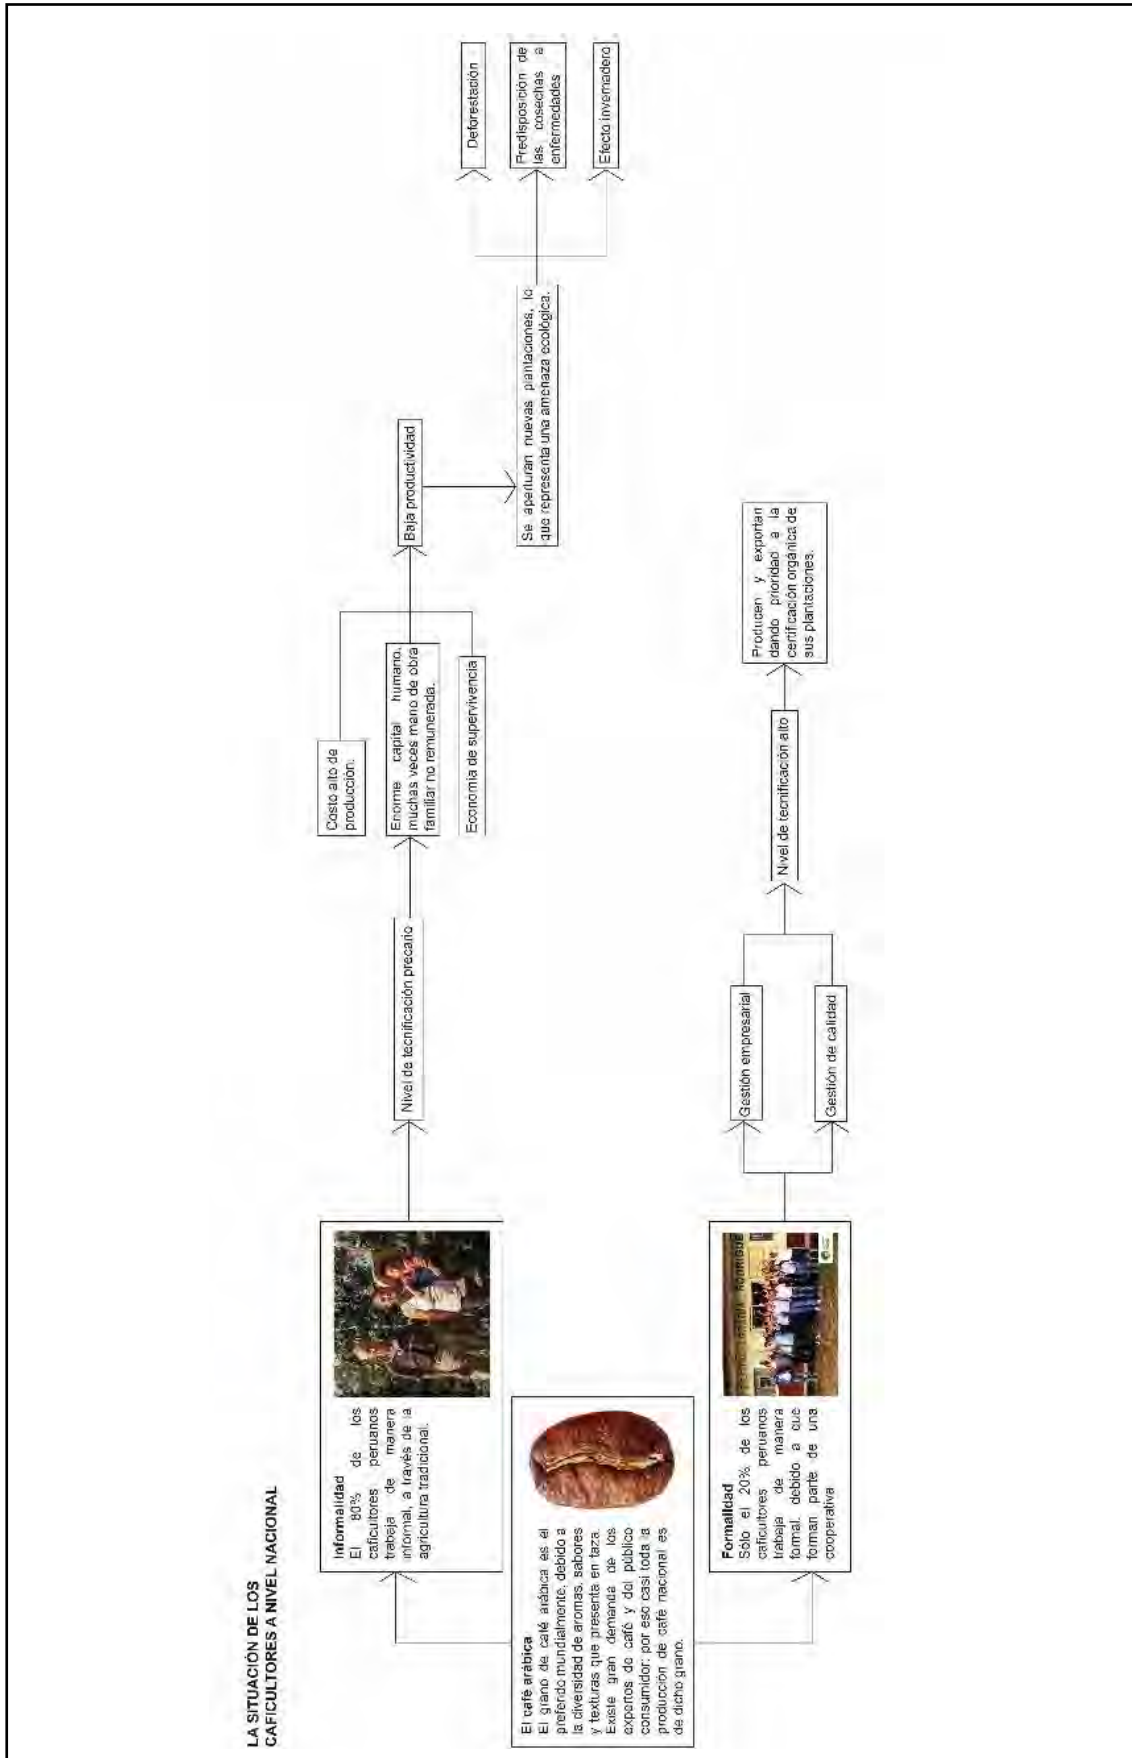 LA SITUACIÓN DE LOS
CAFICULTORES A NIVEL NACIONAL
El café arábica
El grano de café arábica es el
preferido mundialmente, debido a
la diversidad de aromas, sabores
y texturas que presenta en taza.
Existe gran demanda de los
expertos de café y del público
consumidor; por eso casi toda la
producción de café nacional es
de dicho grano.
Informalidad
El 80% de los
caficultores peruanos
trabaja de manera
informal, a través de la
agricultura tradicional.
Nivel de tecnificación precario
Costo alto de
producción.
Enorme capital humano,
muchas veces mano de obra
familiar no remunerada.
Economía de supervivencia
Baja productividad
Se aperturan nuevas plantaciones, lo
que representa una amenaza ecológica.
Deforestación
Predisposición de
las cosechas a
enfermedades
Efecto invernadero
Formalidad
Sólo el 20% de los
caficultores peruanos
trabaja de manera
formal, debido a que
forman parte de una
cooperativa
Gestión empresarial
Gestión de calidad
Nivel de tecnificación alto
Producen y exportan
dando prioridad a la
certificación orgánica de
sus plantaciones.